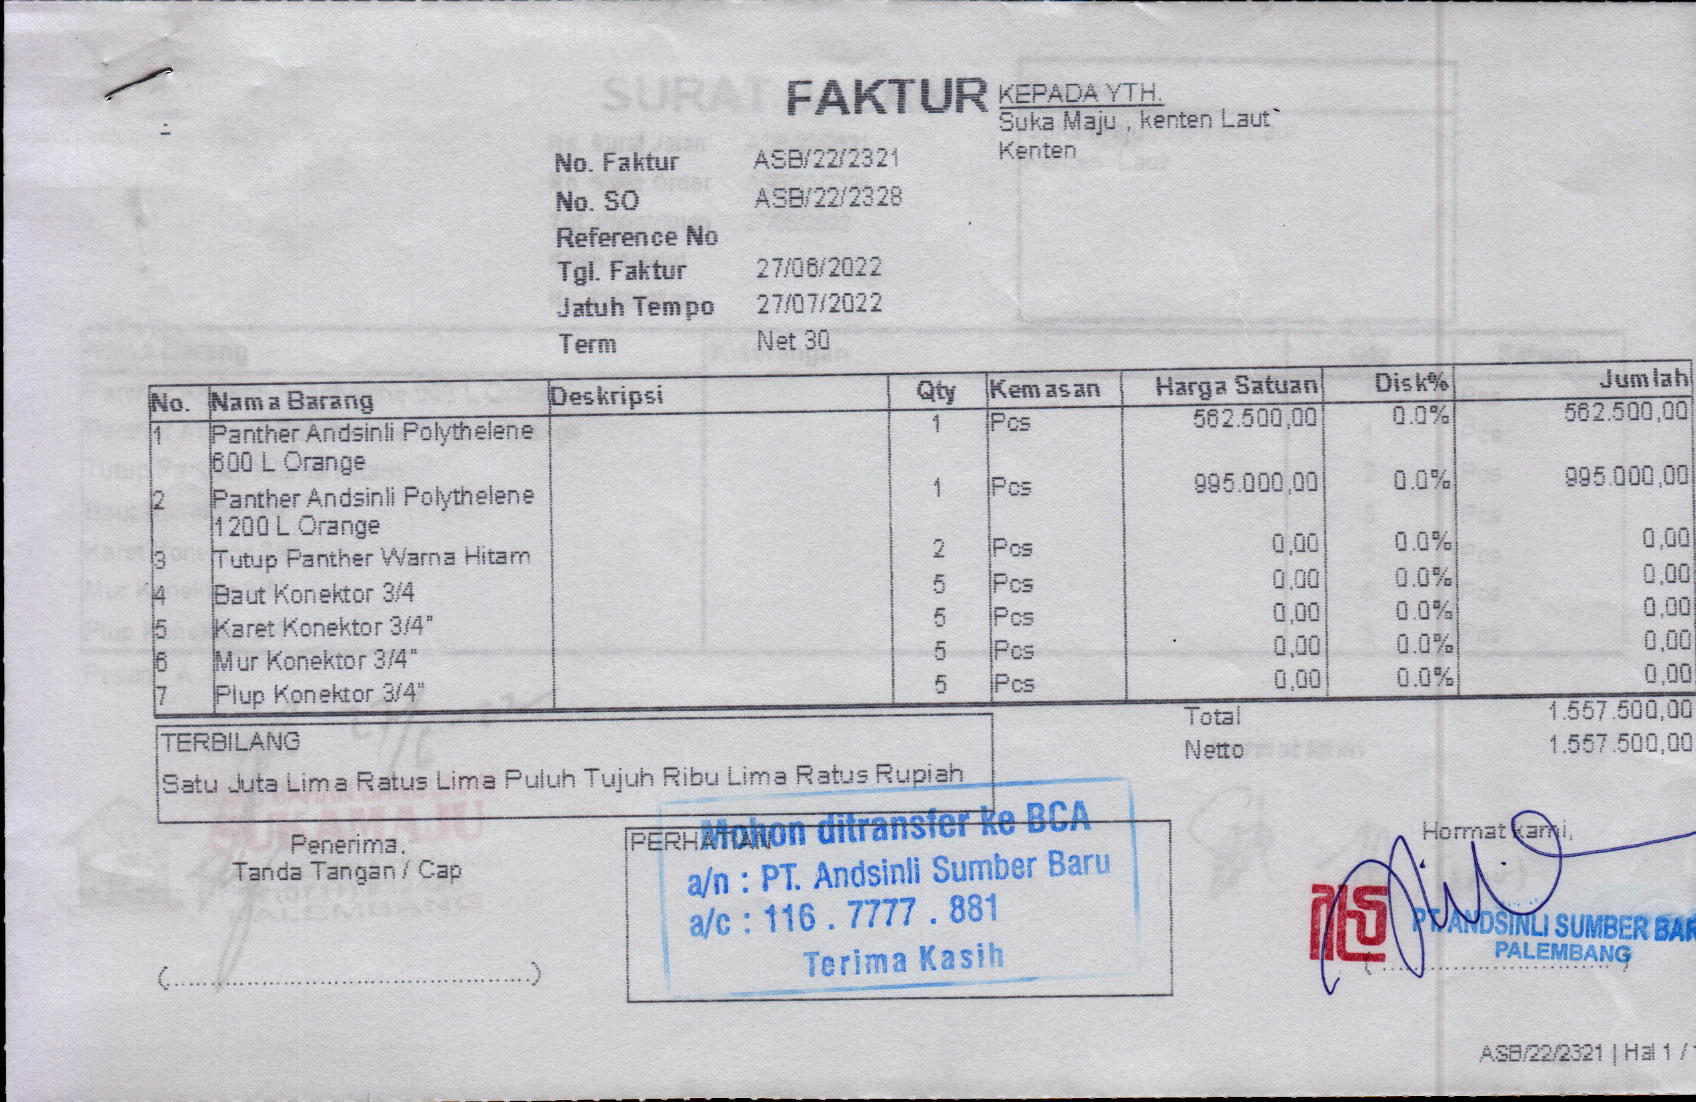 FAKTUR
KEPADA YTH.
Suka Maju , kenten Laut`
Kenten
No. Faktur ASB/22/2321
No. SO ASB/22/2328
Reference No
Tgl. Faktur 27/06/2022
Jatuh Tempo 27/07/2022
Term Net 30
No. Nama Barang Deskripsi Qty Kemasan Harga Satuan Disk% Jumlah
1 Panther Andsinli Polythelene 1 Pcs 562.500,00 0.0% 562.500,00
600 L Orange
2 Panther Andsinli Polythelene 1 Pcs 995.000,00 0.0% 995.000,00
1200 L Orange
3 Tutup Panther Warna Hitam 2 Pcs 0,00 0.0% 0,00
4 Baut Konektor 3/4 5 Pcs 0,00 0.0% 0,00
5 Karet Konektor 3/4" 5 Pcs 0,00 0.0% 0,00
6 Mur Konektor 3/4" 5 Pcs 0,00 0.0% 0,00
7 Plup Konektor 3/4" 5 Pcs 0,00 0.0% 0,00
Total 1.557.500,00
Netto 1.557.500,00
TERBILANG
Satu Juta Lima Ratus Lima Puluh Tujuh Ribu Lima Ratus Rupiah
Penerima,
Tanda Tangan / Cap
(..........................................)
PERHATIAN
Mohon ditransfer ke BCA
a/n : PT. Andsinli Sumber Baru
a/c : 116 . 7777 . 881
Terima Kasih
Hormat kami,
PT. ANDSINLI SUMBER BAR
PALEMBANG
ASB/22/2321 | Hal 1 /